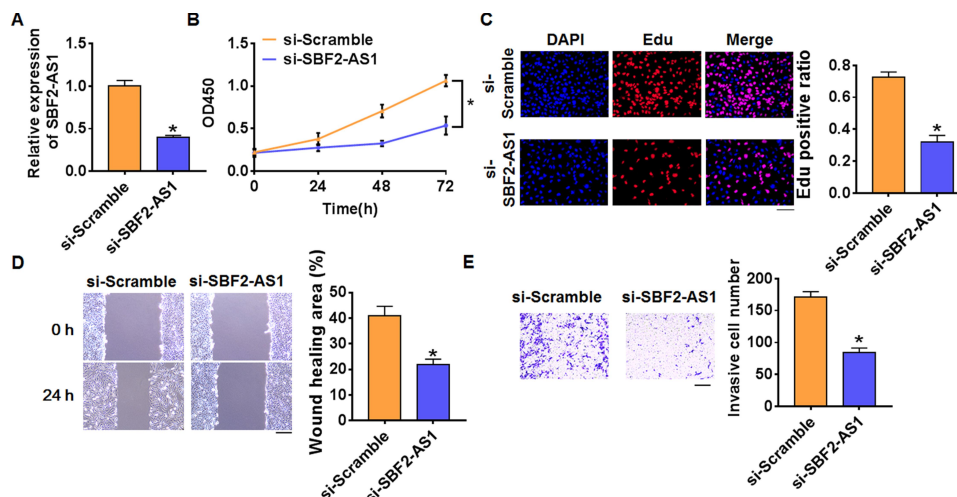 A
Relative expression
of SBF2-AS1
1.5
1.0
0.5
0.0
*
si-Scramble
si-SBF2-AS1
B
si-Scramble
si-SBF2-AS1
OD450
1.5
1.0
0.5
0.0
*
0
24
48
72
Time(h)
C
DAPI
Edu
Merge
si-
Scramble
si-
SBF2-AS1
Edu positive ratio
0.8
0.6
0.4
0.2
0.0
*
si-Scramble
si-SBF2-AS1
D
si-Scramble
si-SBF2-AS1
0 h
24 h
Wound healing area (%)
50
40
30
20
10
0
*
si-Scramble
si-SBF2-AS1
E
si-Scramble
si-SBF2-AS1
Invasive cell number
200
150
100
50
0
*
si-Scramble
si-SBF2-AS1